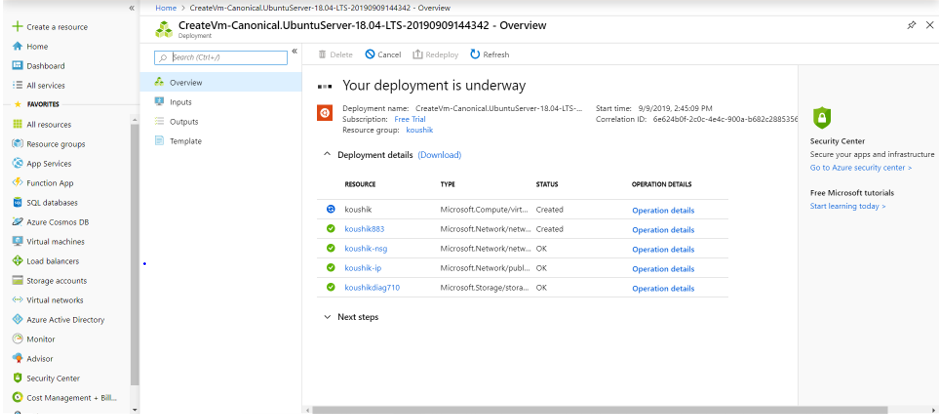 Home > CreateVm-Canonical.UbuntuServer-18.04-LTS-20190909144342 - Overview
CreateVm-Canonical.UbuntuServer-18.04-LTS-20190909144342 - Overview
Deployment
Create a resource
Home
Dashboard
All services
FAVORITES
All resources
Resource groups
App Services
Function App
SQL databases
Azure Cosmos DB
Virtual machines
Load balancers
Storage accounts
Virtual networks
Azure Active Directory
Monitor
Advisor
Security Center
Cost Management + Bill...
Search (Ctrl+/)
Overview
Inputs
Outputs
Template
Delete Cancel Redeploy Refresh
Your deployment is underway
Deployment name: CreateVm-Canonical.UbuntuServer-18.04-LTS-...
Subscription: Free Trial
Resource group: koushik
Start time: 9/9/2019, 2:45:09 PM
Correlation ID: 6e624b0f-2c0c-4e4c-900a-b682c2885356
Deployment details (Download)
RESOURCE TYPE STATUS OPERATION DETAILS
koushik Microsoft.Compute/virt... Created Operation details
koushik883 Microsoft.Network/netw... Created Operation details
koushik-nsg Microsoft.Network/netw... OK Operation details
koushik-ip Microsoft.Network/publ... OK Operation details
koushikdiag710 Microsoft.Storage/stora... OK Operation details
Next steps
Security Center
Secure your apps and infrastructure
Go to Azure security center >
Free Microsoft tutorials
Start learning today >